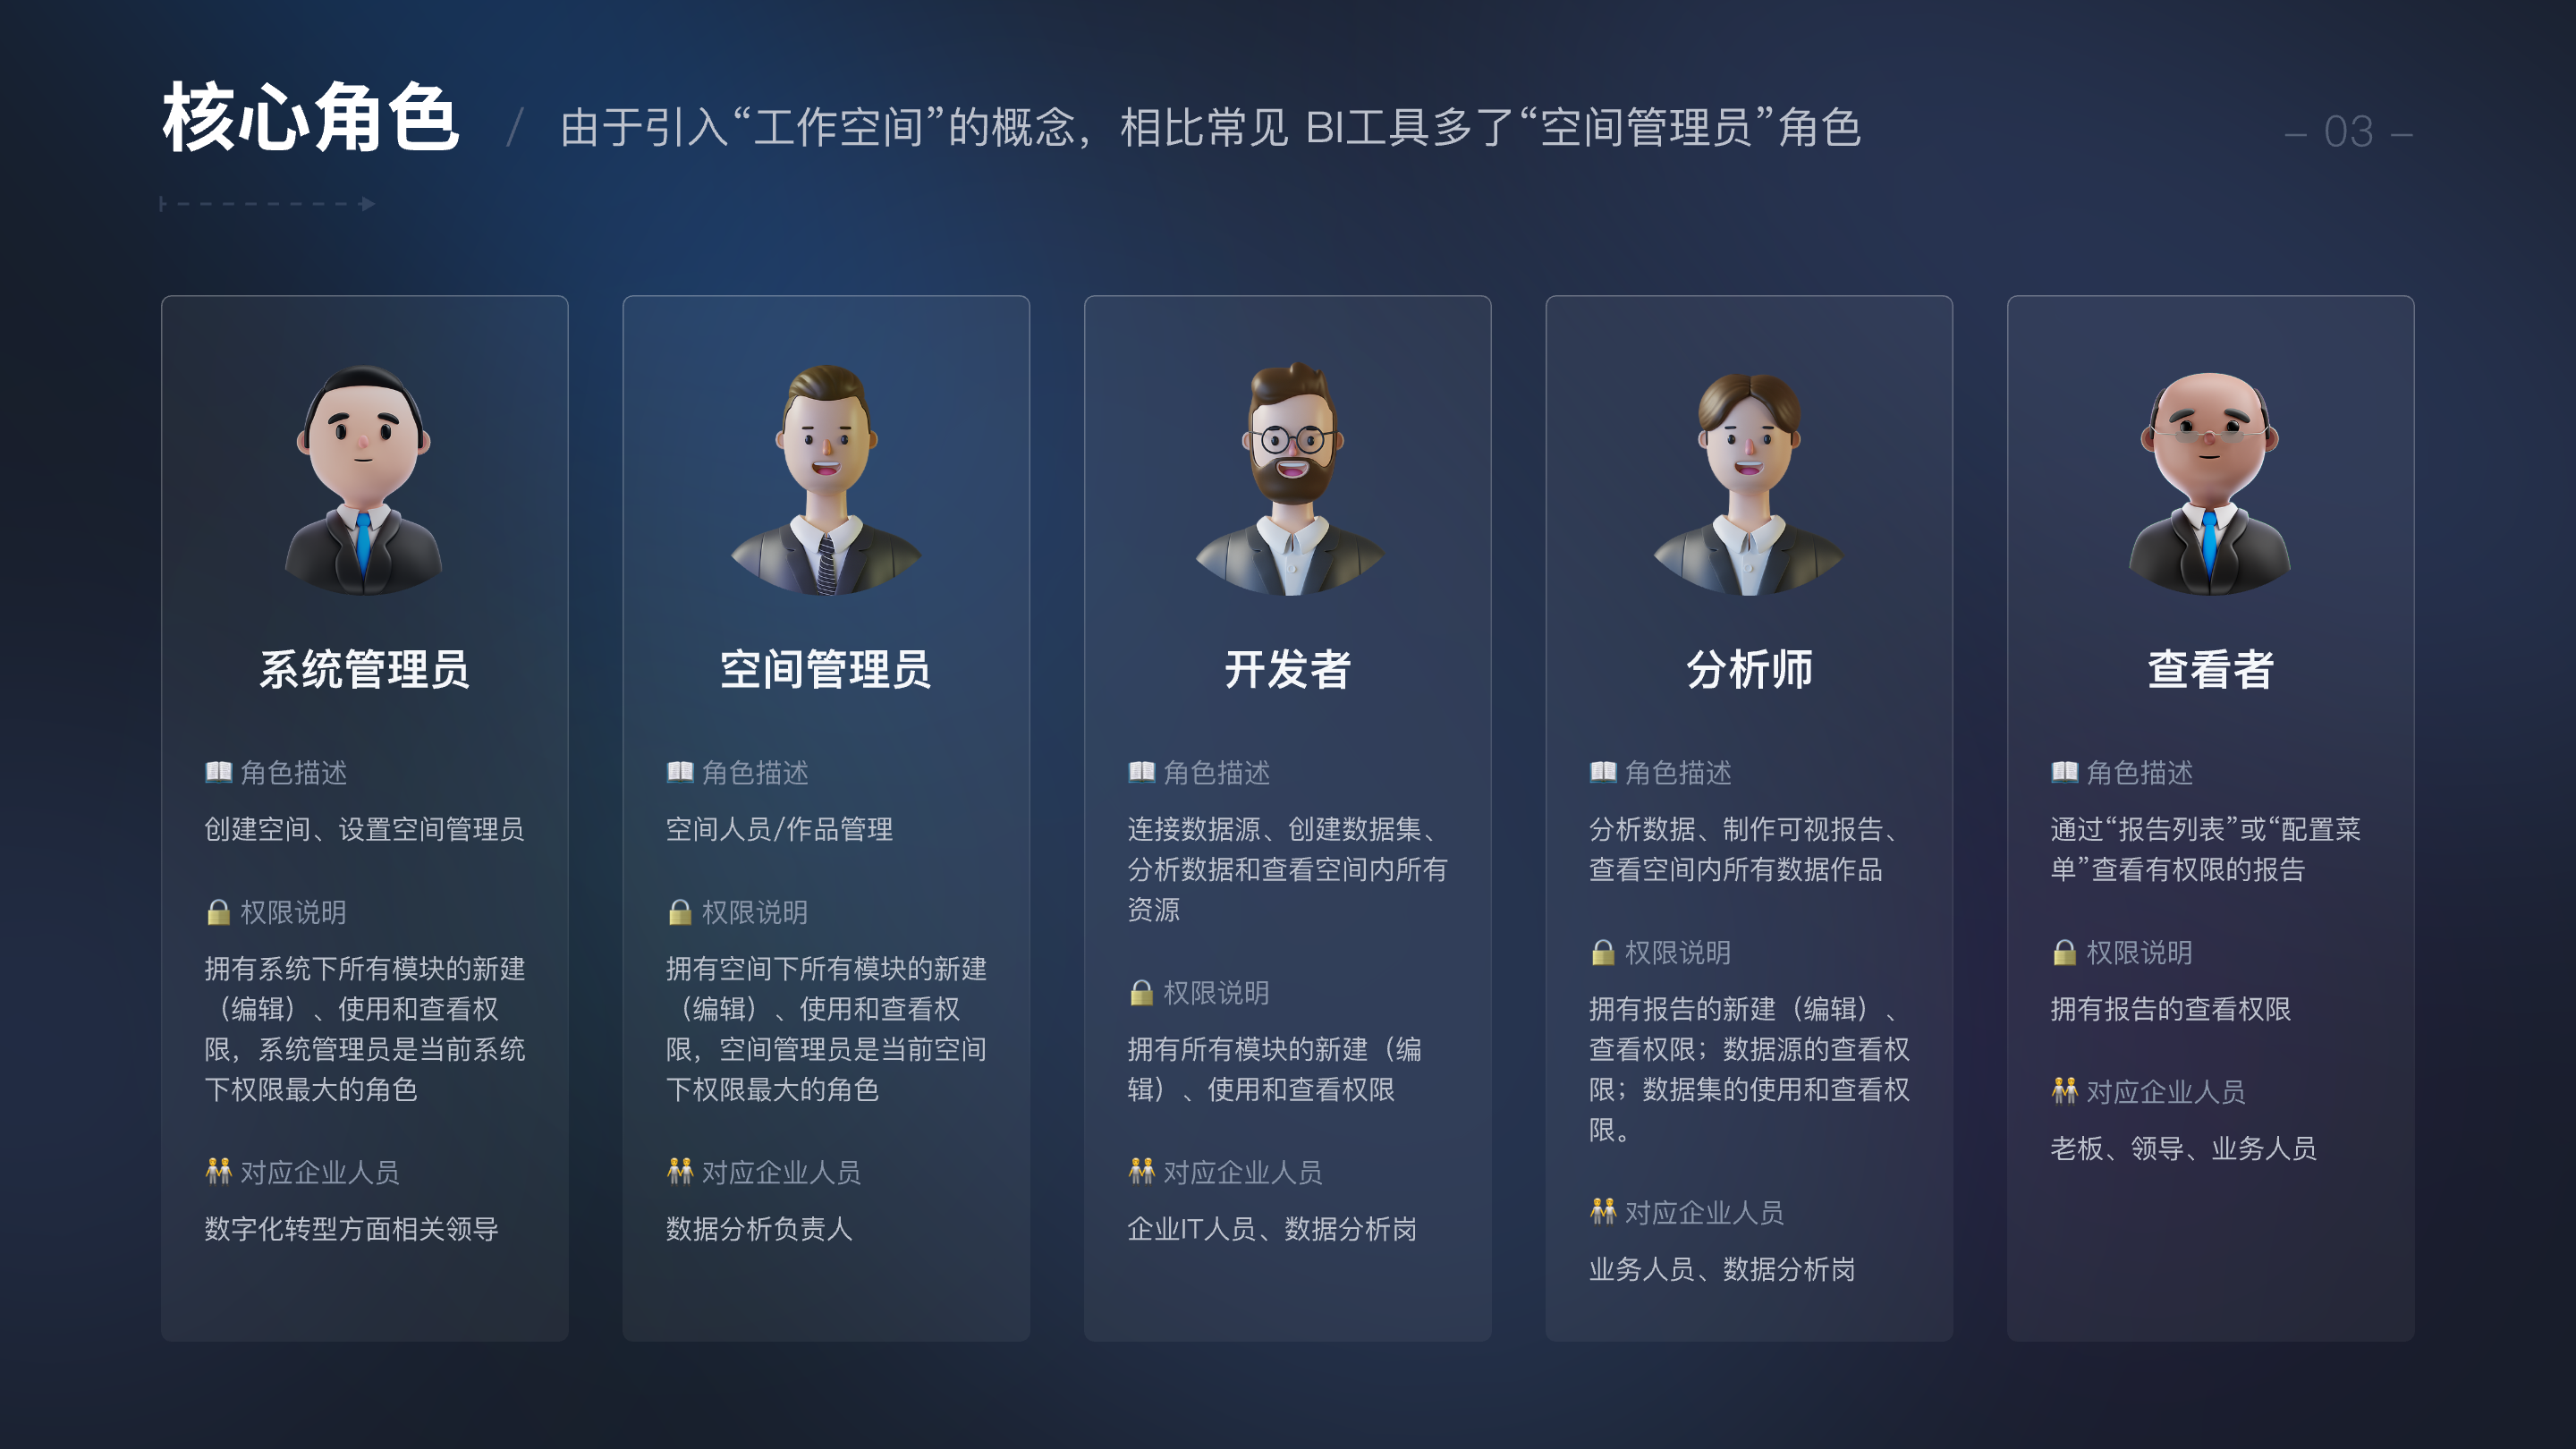 核心角色 / 由于引入“工作空间”的概念，相比常见 BI工具多了“空间管理员”角色
– 03 –
系统管理员
角色描述
创建空间、设置空间管理员
权限说明
拥有系统下所有模块的新建
（编辑）、使用和查看权
限，系统管理员是当前系统
下权限最大的角色
对应企业人员
数字化转型方面相关领导
空间管理员
角色描述
空间人员/作品管理
权限说明
拥有空间下所有模块的新建
（编辑）、使用和查看权
限，空间管理员是当前空间
下权限最大的角色
对应企业人员
数据分析负责人
开发者
角色描述
连接数据源、创建数据集、
分析数据和查看空间内所有
资源
权限说明
拥有所有模块的新建（编
辑）、使用和查看权限
对应企业人员
企业IT人员、数据分析岗
分析师
角色描述
分析数据、制作可视报告、
查看空间内所有数据作品
权限说明
拥有报告的新建（编辑）、
查看权限；数据源的查看权
限；数据集的使用和查看权
限。
对应企业人员
业务人员、数据分析岗
查看者
角色描述
通过“报告列表”或“配置菜
单”查看有权限的报告
权限说明
拥有报告的查看权限
对应企业人员
老板、领导、业务人员